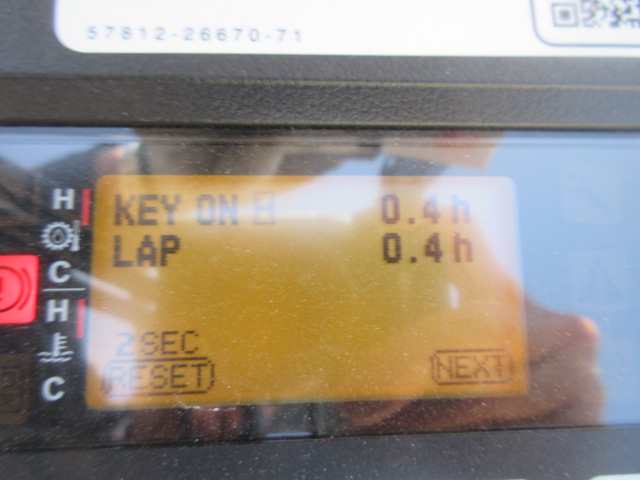 57812-26670-71
KEY ON 0.4h
LAP 0.4h
2SEC
RESET NEXT
H
C
H
C